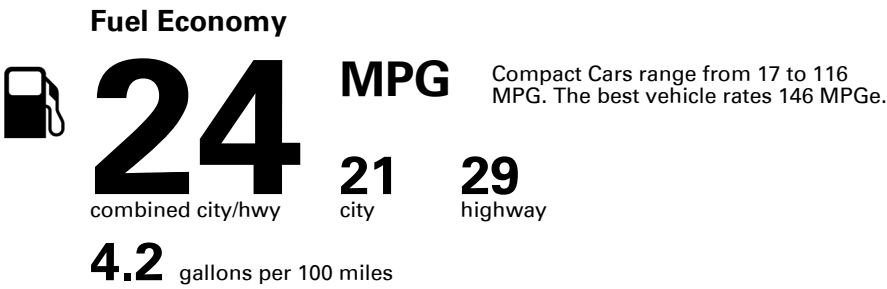 Fuel Economy
24
MPG
Compact Cars range from 17 to 116
MPG. The best vehicle rates 146 MPGe.
combined city/hwy
21
city
29
highway
4.2 gallons per 100 miles